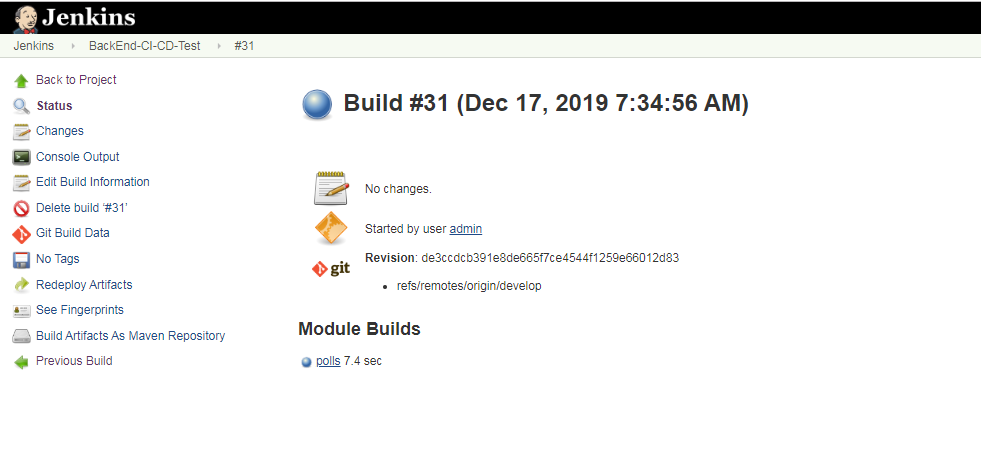 Jenkins
Jenkins BackEnd-CI-CD-Test #31
Back to Project
Status
Changes
Console Output
Edit Build Information
Delete build ‘#31’
Git Build Data
No Tags
Redeploy Artifacts
See Fingerprints
Build Artifacts As Maven Repository
Previous Build
Build #31 (Dec 17, 2019 7:34:56 AM)
No changes.
Started by user admin
git
Revision: de3ccdcb391e8de665f7ce4544f1259e66012d83
• refs/remotes/origin/develop
Module Builds
polls 7.4 sec